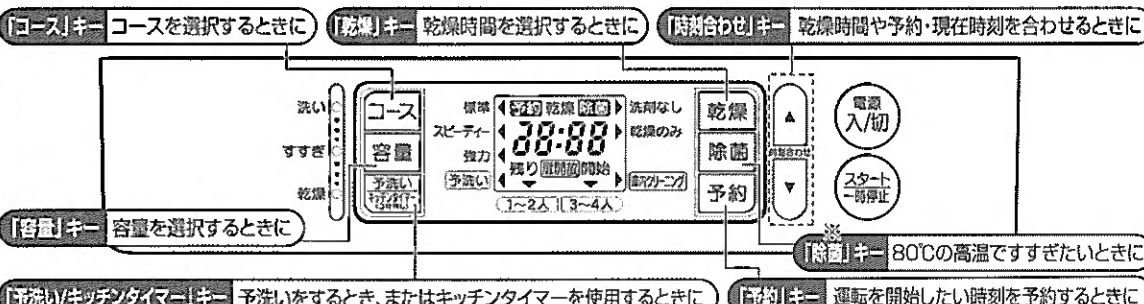 「コース」キー コースを選択するときに
「乾燥」キー 乾燥時間を選択するときに
「時刻合わせ」キー 乾燥時間や予約・現在時刻を合わせるときに
洗い
すすぎ
乾燥
コース
容量
予洗い
標準
スピーディー
強力
予洗い
予約 乾燥 除菌
38:88
残り 扉開放 開始
洗剤なし
乾燥のみ
庫内クリーニング
1~2人 3~4人
乾燥
除菌
予約
▲
時刻合わせ
▼
電源
入/切
スタート
一時停止
「容量」キー 容量を選択するときに
※
「除菌」キー 80℃の高温ですすぎたいときに
「予洗い/キッチンタイマー」キー 予洗いをするとき、またはキッチンタイマーを使用するときに
「予約」キー 運転を開始したい時刻を予約するときに